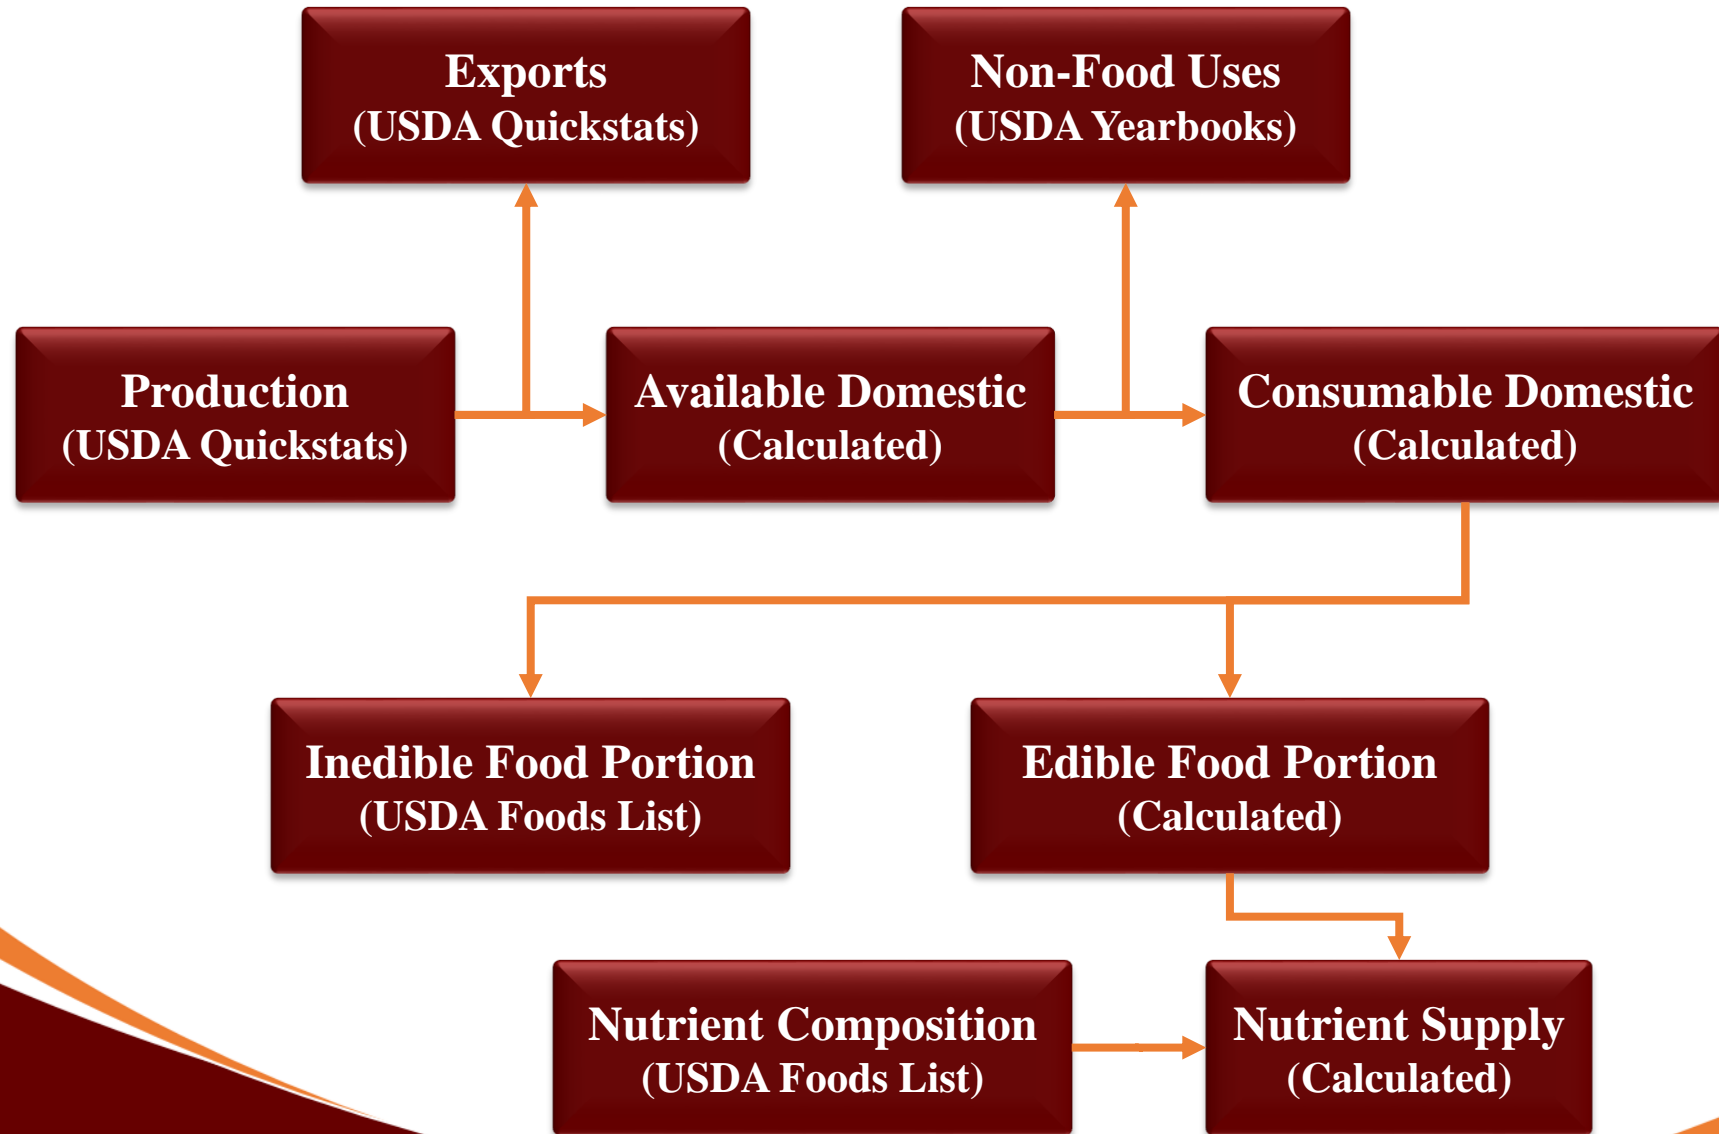 Exports
(USDA Quickstats)
Non-Food Uses
(USDA Yearbooks)
Production
(USDA Quickstats)
Available Domestic
(Calculated)
Consumable Domestic
(Calculated)
Inedible Food Portion
(USDA Foods List)
Edible Food Portion
(Calculated)
Nutrient Composition
(USDA Foods List)
Nutrient Supply
(Calculated)